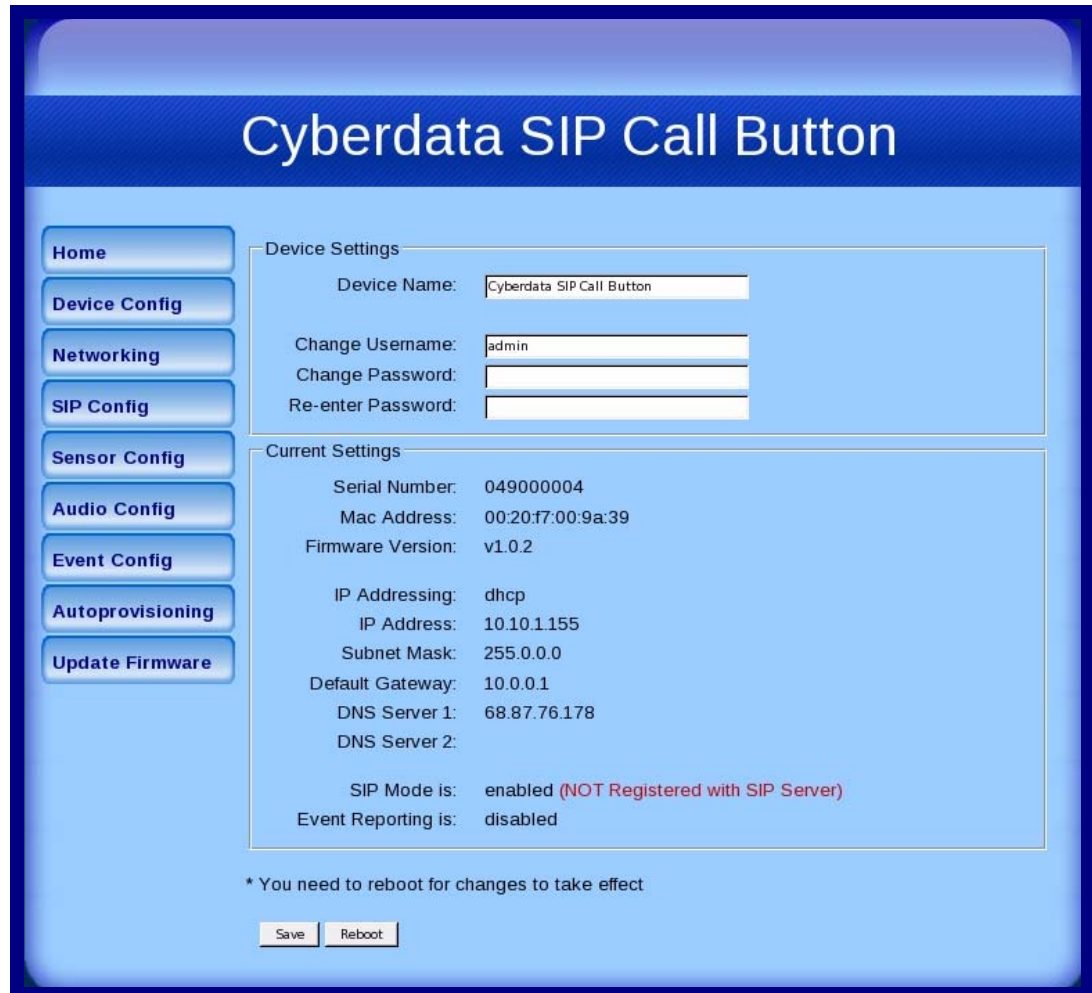 Cyberdata SIP Call Button
Home
Device Config
Networking
SIP Config
Sensor Config
Audio Config
Event Config
Autoprovisioning
Update Firmware
Device Settings
Device Name: Cyberdata SIP Call Button
Change Username: admin
Change Password:
Re-enter Password:
Current Settings
Serial Number: 049000004
Mac Address: 00:20:f7:00:9a:39
Firmware Version: v1.0.2
IP Addressing: dhcp
IP Address: 10.10.1.155
Subnet Mask: 255.0.0.0
Default Gateway: 10.0.0.1
DNS Server 1: 68.87.76.178
DNS Server 2:
SIP Mode is: enabled (NOT Registered with SIP Server)
Event Reporting is: disabled
* You need to reboot for changes to take effect
Save Reboot